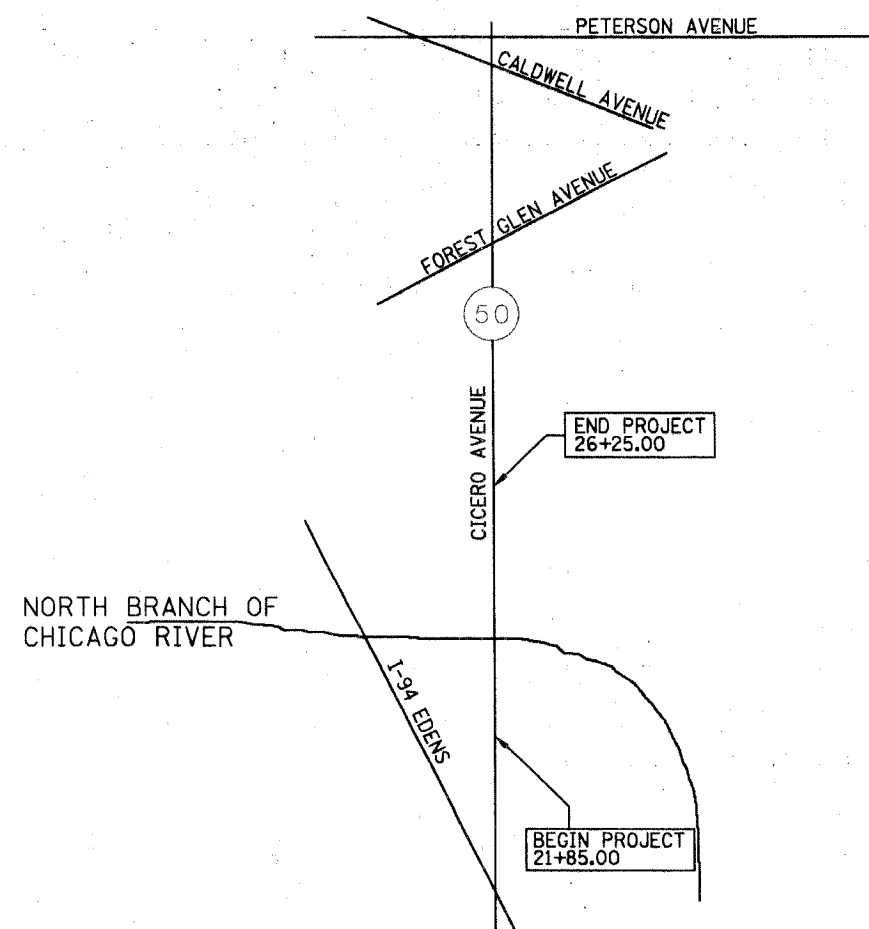 PETERSON AVENUE
CALDWELL AVENUE
FOREST GLEN AVENUE
50
CICERO AVENUE
END PROJECT
26+25.00
NORTH BRANCH OF
CHICAGO RIVER
I-94 EDENS
BEGIN PROJECT
21+85.00